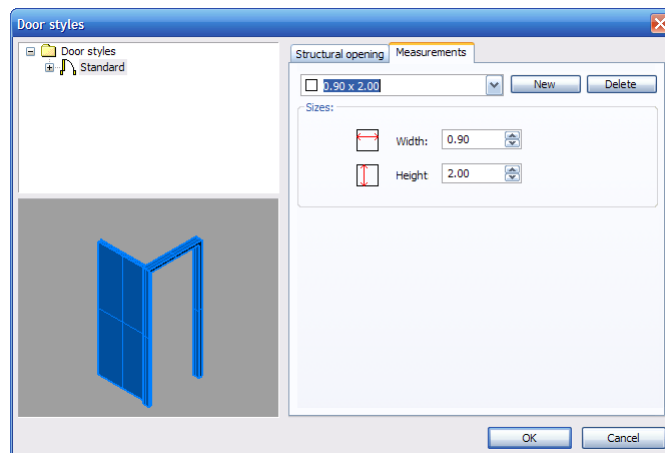 Door styles
Door styles
Standard
Structural opening
Measurements
0.90 x 2.00
New
Delete
Sizes:
Width:
0.90
Height
2.00
OK
Cancel